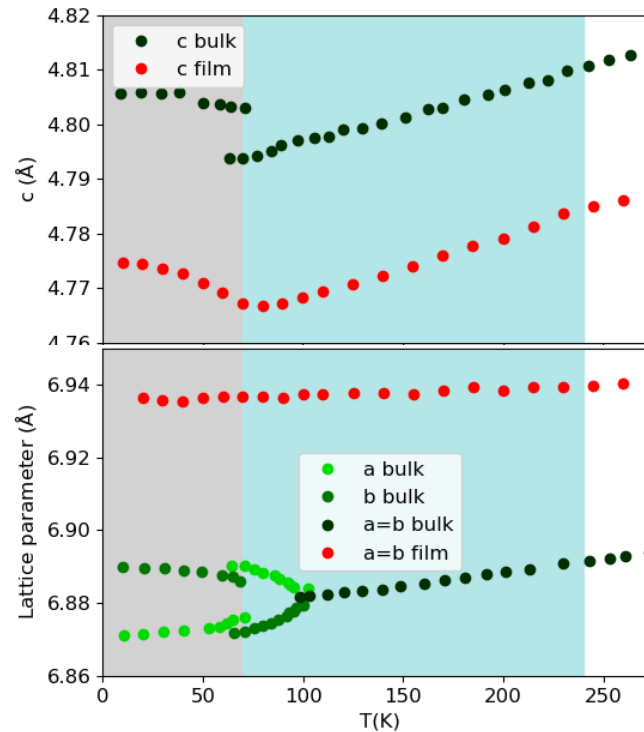 4.82
4.81
4.80
4.79
4.78
4.77
4.76
c (Å)
c bulk
c film
6.94
6.92
6.90
6.88
6.86
Lattice parameter (Å)
a bulk
b bulk
a=b bulk
a=b film
0 50 100 150 200 250
T(K)